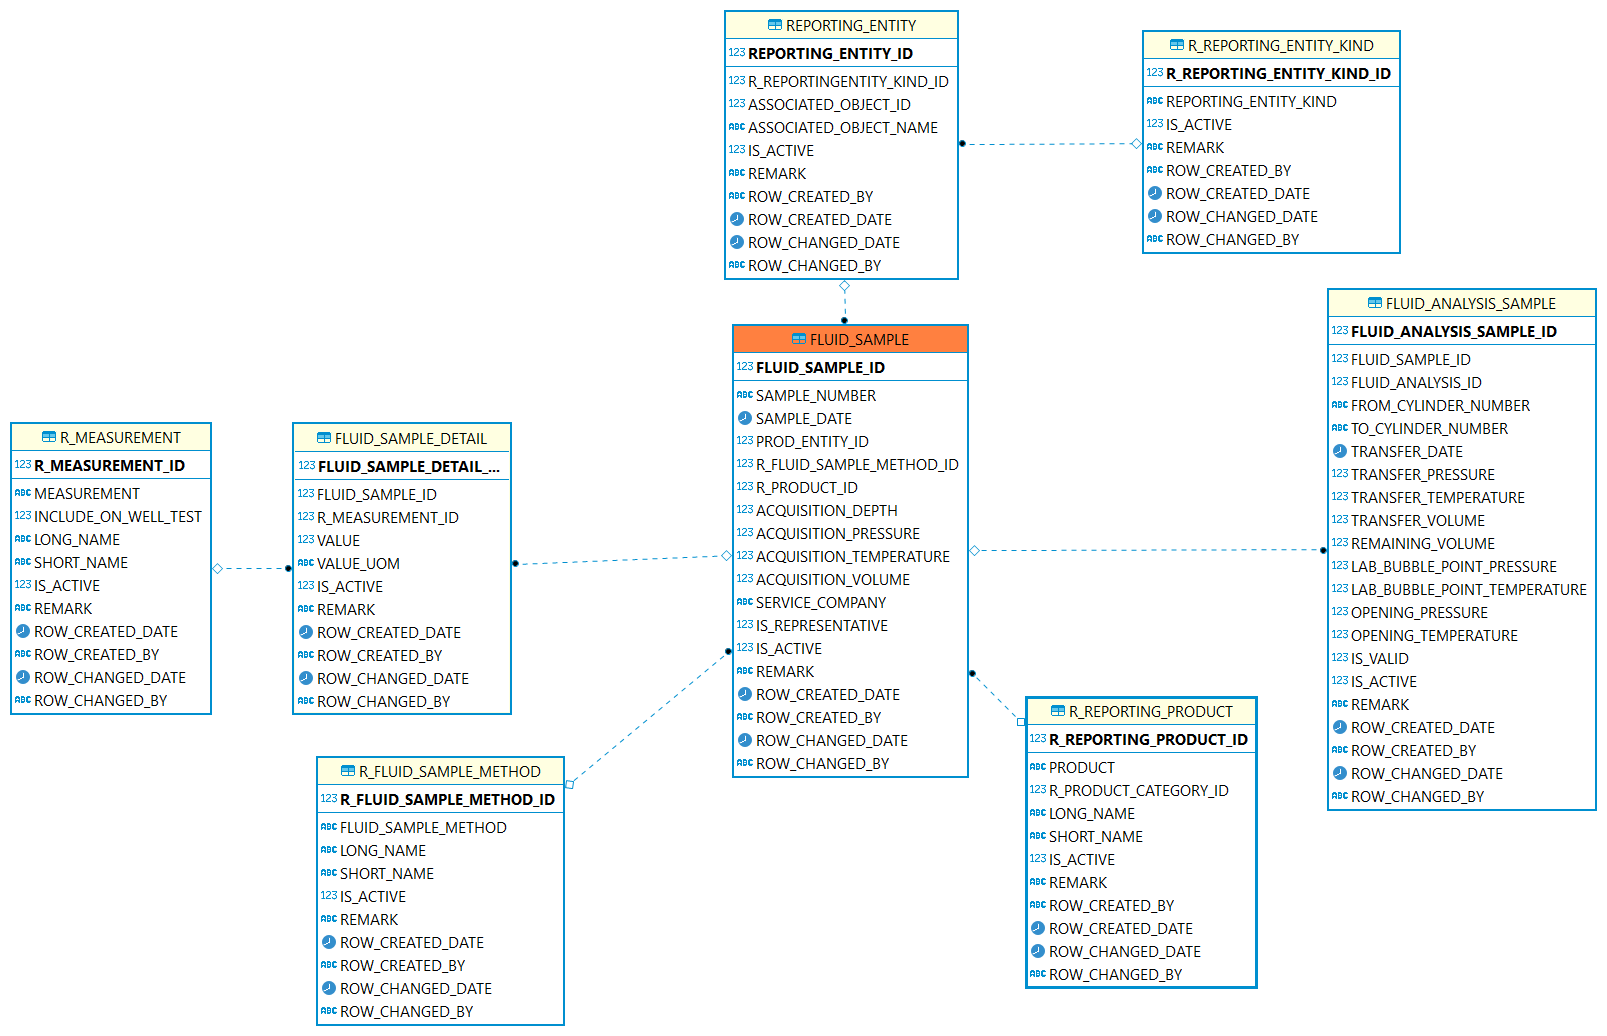 REPORTING_ENTITY
123 REPORTING_ENTITY_ID
123 R_REPORTINGENTITY_KIND_ID
123 ASSOCIATED_OBJECT_ID
ABC ASSOCIATED_OBJECT_NAME
123 IS_ACTIVE
ABC REMARK
ABC ROW_CREATED_BY
ROW_CREATED_DATE
ROW_CHANGED_DATE
ABC ROW_CHANGED_BY
R_REPORTING_ENTITY_KIND
123 R_REPORTING_ENTITY_KIND_ID
ABC REPORTING_ENTITY_KIND
123 IS_ACTIVE
ABC REMARK
ABC ROW_CREATED_BY
ROW_CREATED_DATE
ROW_CHANGED_DATE
ABC ROW_CHANGED_BY
R_MEASUREMENT
123 R_MEASUREMENT_ID
ABC MEASUREMENT
123 INCLUDE_ON_WELL_TEST
ABC LONG_NAME
ABC SHORT_NAME
123 IS_ACTIVE
ABC REMARK
ROW_CREATED_DATE
ABC ROW_CREATED_BY
ROW_CHANGED_DATE
ABC ROW_CHANGED_BY
FLUID_SAMPLE_DETAIL
123 FLUID_SAMPLE_DETAIL_...
123 FLUID_SAMPLE_ID
123 R_MEASUREMENT_ID
123 VALUE
ABC VALUE_UOM
123 IS_ACTIVE
ABC REMARK
ROW_CREATED_DATE
ABC ROW_CREATED_BY
ROW_CHANGED_DATE
ABC ROW_CHANGED_BY
FLUID_SAMPLE
123 FLUID_SAMPLE_ID
ABC SAMPLE_NUMBER
SAMPLE_DATE
123 PROD_ENTITY_ID
123 R_FLUID_SAMPLE_METHOD_ID
123 R_PRODUCT_ID
123 ACQUISITION_DEPTH
123 ACQUISITION_PRESSURE
123 ACQUISITION_TEMPERATURE
123 ACQUISITION_VOLUME
ABC SERVICE_COMPANY
123 IS_REPRESENTATIVE
123 IS_ACTIVE
ABC REMARK
ROW_CREATED_DATE
ABC ROW_CREATED_BY
ROW_CHANGED_DATE
ABC ROW_CHANGED_BY
FLUID_ANALYSIS_SAMPLE
123 FLUID_ANALYSIS_SAMPLE_ID
123 FLUID_SAMPLE_ID
123 FLUID_ANALYSIS_ID
ABC FROM_CYLINDER_NUMBER
ABC TO_CYLINDER_NUMBER
TRANSFER_DATE
123 TRANSFER_PRESSURE
123 TRANSFER_TEMPERATURE
123 TRANSFER_VOLUME
123 REMAINING_VOLUME
123 LAB_BUBBLE_POINT_PRESSURE
123 LAB_BUBBLE_POINT_TEMPERATURE
123 OPENING_PRESSURE
123 OPENING_TEMPERATURE
123 IS_VALID
123 IS_ACTIVE
ABC REMARK
ROW_CREATED_DATE
ABC ROW_CREATED_BY
ROW_CHANGED_DATE
ABC ROW_CHANGED_BY
R_FLUID_SAMPLE_METHOD
123 R_FLUID_SAMPLE_METHOD_ID
ABC FLUID_SAMPLE_METHOD
ABC LONG_NAME
ABC SHORT_NAME
123 IS_ACTIVE
ABC REMARK
ROW_CREATED_DATE
ABC ROW_CREATED_BY
ROW_CHANGED_DATE
ABC ROW_CHANGED_BY
R_REPORTING_PRODUCT
123 R_REPORTING_PRODUCT_ID
ABC PRODUCT
123 R_PRODUCT_CATEGORY_ID
ABC LONG_NAME
ABC SHORT_NAME
123 IS_ACTIVE
ABC REMARK
ABC ROW_CREATED_BY
ROW_CREATED_DATE
ROW_CHANGED_DATE
ABC ROW_CHANGED_BY